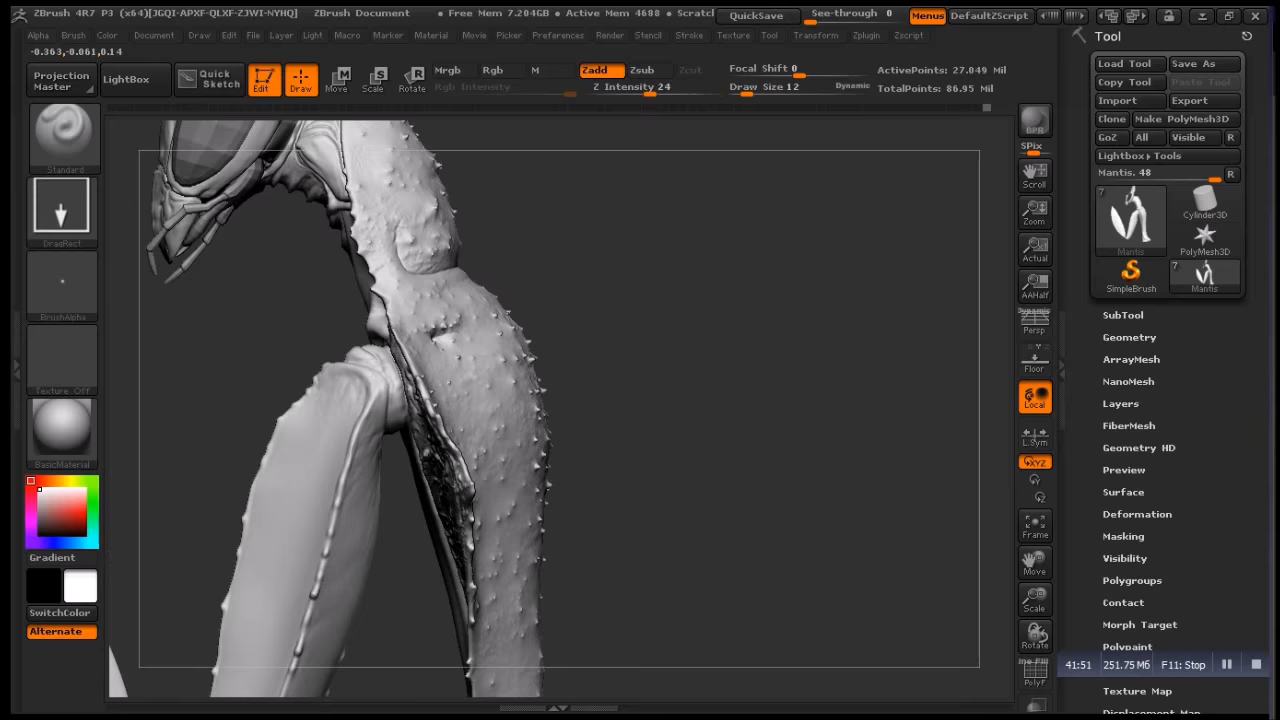 ZBrush 4R7 P3 (x64)[JGQI-APXF-QLXF-ZJWI-NYHQ] ZBrush Document • Free Mem 7.204GB • Active Mem 4688 • Scratcl QuickSave See-through 0 Menus DefaultZScript
Alpha Brush Color Document Draw Edit File Layer Light Macro Marker Material Movie Picker Preferences Render Stencil Stroke Texture Tool Transform Zplugin Zscript
-0.363,-0.061,0.14
Projection Master
LightBox
Quick Sketch
Edit
Draw
Move
Scale
Rotate
Mrgb Rgb M
Rgb Intensity
Zadd Zsub Zcut
Z Intensity 24
Focal Shift 0
Draw Size 12 Dynamic
ActivePoints: 27.049 Mil
TotalPoints: 86.95 Mil
Standard
DragRect
BrushAlpha
Texture Off
BasicMaterial
Gradient
SwitchColor
Alternate
BPR
SPix
Scroll
Zoom
Actual
AAHalf
Dynamic
Persp
Floor
Local
L.Sym
XYZ
Frame
Move
Scale
Rotate
PolyF
Tool
Load Tool Save As
Copy Tool Paste Tool
Import Export
Clone Make PolyMesh3D
GoZ All Visible R
Lightbox▸Tools
Mantis. 48 R
7
Mantis
Cylinder3D
PolyMesh3D
SimpleBrush
7
Mantis
SubTool
Geometry
ArrayMesh
NanoMesh
Layers
FiberMesh
Geometry HD
Preview
Surface
Deformation
Masking
Visibility
Polygroups
Contact
Morph Target
Polypaint
41:51 251.75 Мб F11: Stop
Texture Map
Displacement Map